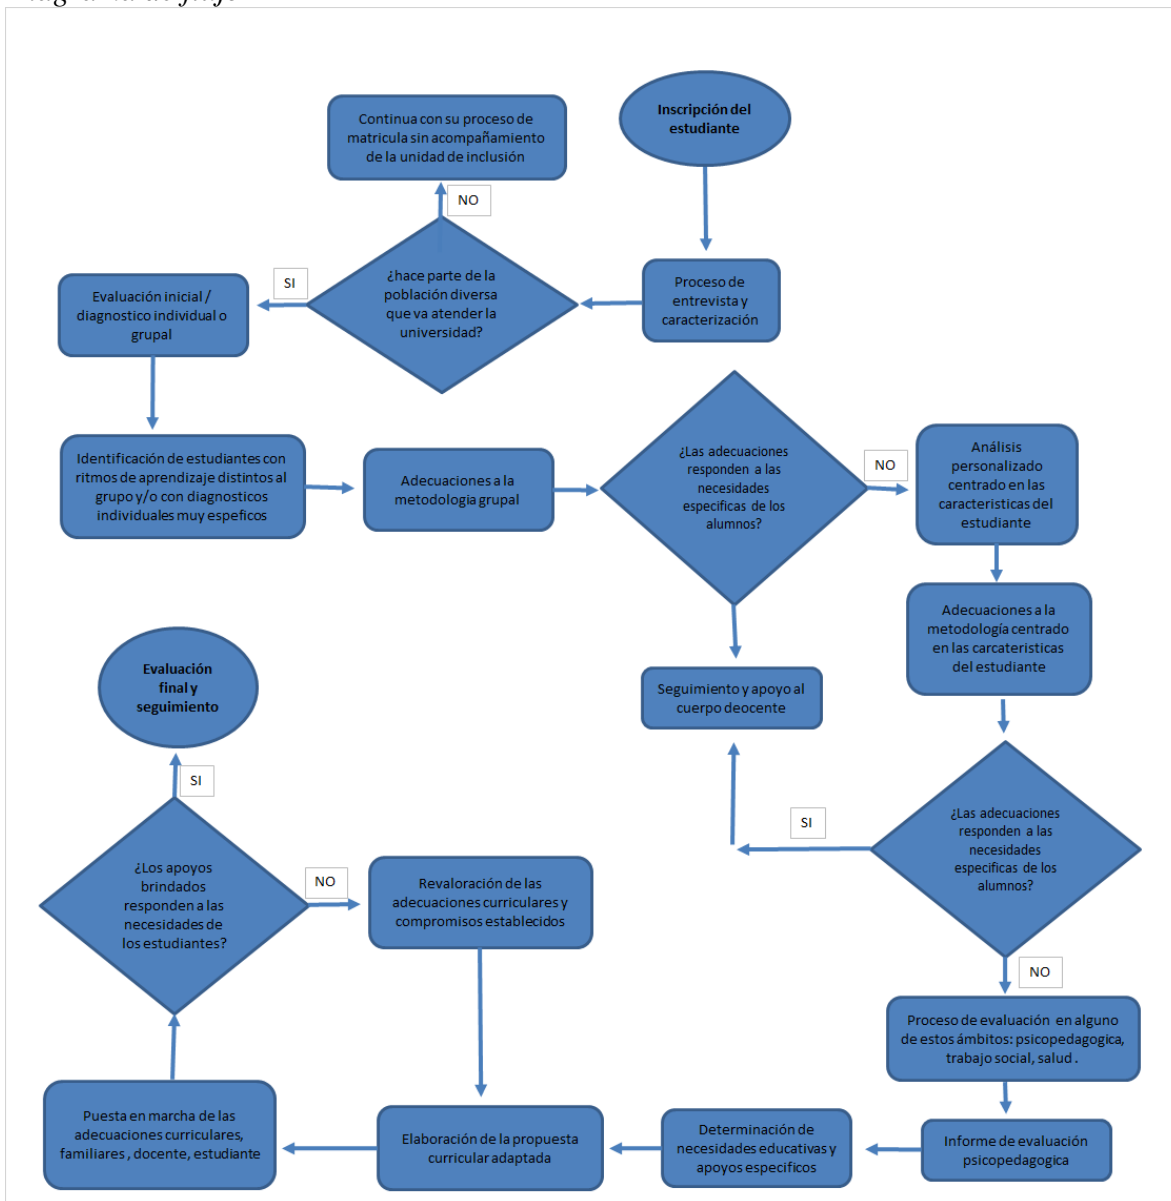 Inscripción del
estudiante
Continua con su proceso de
matricula sin acompañamiento
de la unidad de inclusión
NO
¿hace parte de la
población diversa
que va atender la
universidad?
SI
Proceso de
entrevista y
caracterización
Evaluación inicial /
diagnostico individual o
grupal
Identificación de estudiantes con
ritmos de aprendizaje distintos al
grupo y/o con diagnosticos
individuales muy espeficos
Adecuaciones a la
metodologia grupal
¿Las adecuaciones
responden a las
necesidades
especificas de los
alumnos?
NO
Análisis
personalizado
centrado en las
caracteristicas del
estudiante
Adecuaciones a la
metodología centrado
en las carcateristicas
del estudiante
Seguimiento y apoyo al
cuerpo deocente
SI
¿Las adecuaciones
responden a las
necesidades
especificas de los
alumnos?
NO
Proceso de evaluación en alguno
de estos ámbitos: psicopedagogica,
trabajo social, salud .
Informe de evaluación
psicopedagogica
Determinación de
necesidades educativas y
apoyos especificos
Elaboración de la propuesta
curricular adaptada
Puesta en marcha de las
adecuaciones curriculares,
familiares , docente, estudiante
¿Los apoyos
brindados
responden a las
necesidades de
los estudiantes?
NO
Revaloración de las
adecuaciones curriculares y
compromisos establecidos
SI
Evaluación
final y
seguimiento